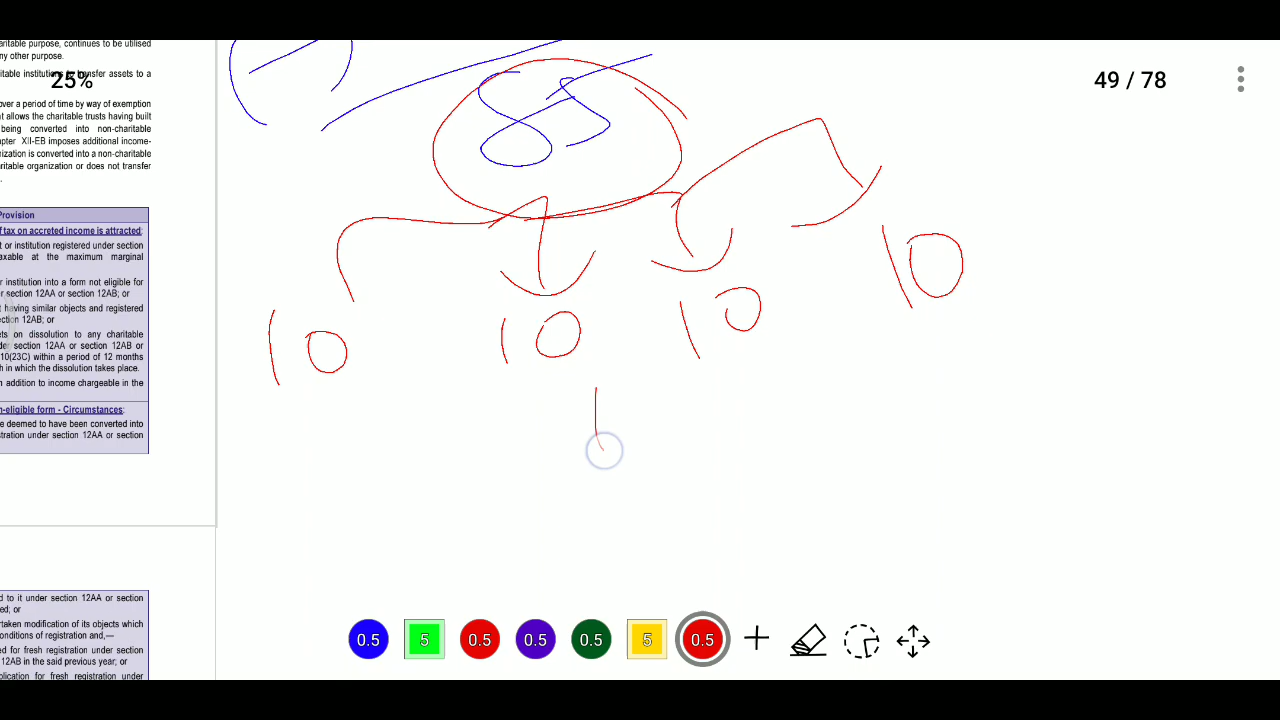 aritable purpose, continues to be utilised
ny other purpose.
itable institutions to transfer assets to a
25%
49 / 78
over a period of time by way of exemption
at allows the charitable trusts having built
being converted into non-charitable
pter XII-EB imposes additional income-
nization is converted into a non-charitable
ritable organization or does not transfer
85
Provision
f tax on accreted income is attracted:
t or institution registered under section
axable at the maximum marginal
r institution into a form not eligible for
er section 12AA or section 12AB; or
t having similar objects and registered
ection 12AB; or
ets on dissolution to any charitable
der section 12AA or section 12AB or
10(23C) within a period of 12 months
h in which the dissolution takes place.
n addition to income chargeable in the
10 10 10 10
n-eligible form - Circumstances:
e deemed to have been converted into
stration under section 12AA or section
d to it under section 12AA or section
ed; or
rtaken modification of its objects which
onditions of registration and,—
ed for fresh registration under section
12AB in the said previous year; or
plication for fresh registration under
0.5 5 0.5 0.5 0.5 5 0.5